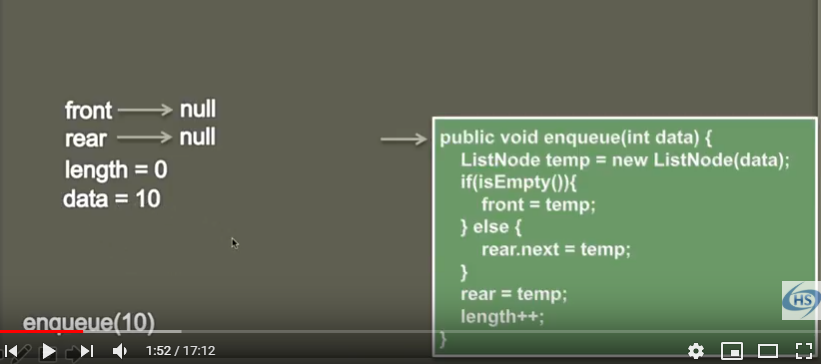 front → null
rear → null
length = 0
data = 10
public void enqueue(int data) {
ListNode temp = new ListNode(data);
if(isEmpty()){
front = temp;
} else {
rear.next = temp;
}
rear = temp;
length++;
}
HS
enqueue(10)
1:52 / 17:12